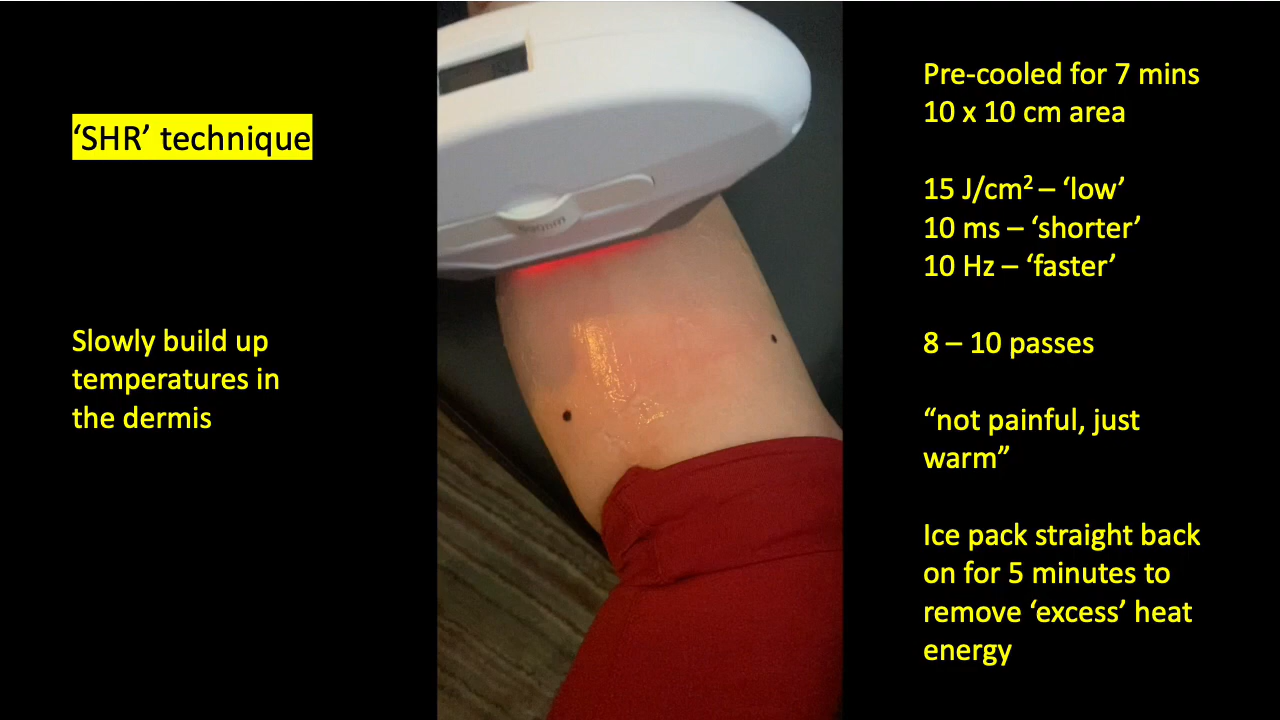 ‘SHR’ technique
Slowly build up
temperatures in
the dermis
Pre-cooled for 7 mins
10 x 10 cm area
15 J/cm² – ‘low’
10 ms – ‘shorter’
10 Hz – ‘faster’
8 – 10 passes
“not painful, just
warm”
Ice pack straight back
on for 5 minutes to
remove ‘excess’ heat
energy